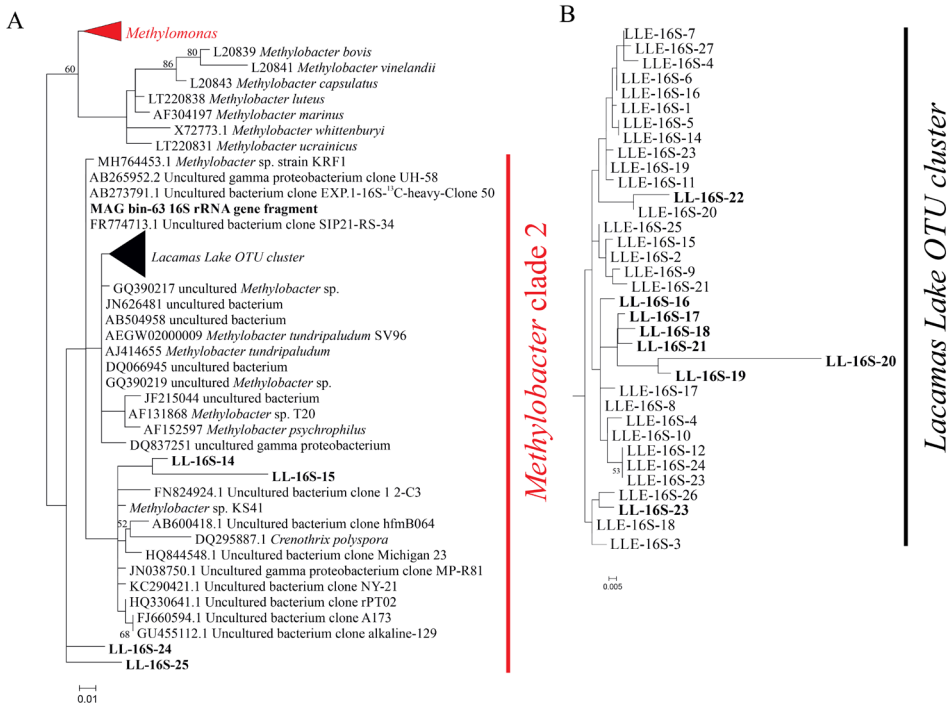 A
Methylomonas
60
80
L20839 Methylobacter bovis
L20841 Methylobacter vinelandii
86
L20843 Methylobacter capsulatus
LT220838 Methylobacter luteus
AF304197 Methylobacter marinus
X72773.1 Methylobacter whittenburyi
LT220831 Methylobacter ucrainicus
MH764453.1 Methylobacter sp. strain KRF1
AB265952.2 Uncultured gamma proteobacterium clone UH-58
AB273791.1 Uncultured bacterium clone EXP.1-16S-¹³C-heavy-Clone 50
MAG bin-63 16S rRNA gene fragment
FR774713.1 Uncultured bacterium clone SIP21-RS-34
Lacamas Lake OTU cluster
GQ390217 uncultured Methylobacter sp.
JN626481 uncultured bacterium
AB504958 uncultured bacterium
AEGW02000009 Methylobacter tundripaludum SV96
AJ414655 Methylobacter tundripaludum
DQ066945 uncultured bacterium
GQ390219 uncultured Methylobacter sp.
JF215044 uncultured bacterium
AF131868 Methylobacter sp. T20
AF152597 Methylobacter psychrophilus
DQ837251 uncultured gamma proteobacterium
LL-16S-14
LL-16S-15
FN824924.1 Uncultured bacterium clone 1 2-C3
Methylobacter sp. KS41
52
AB600418.1 Uncultured bacterium clone hfmB064
DQ295887.1 Crenothrix polyspora
HQ844548.1 Uncultured bacterium clone Michigan 23
JN038750.1 Uncultured gamma proteobacterium clone MP-R81
KC290421.1 Uncultured bacterium clone NY-21
HQ330641.1 Uncultured bacterium clone rPT02
FJ660594.1 Uncultured bacterium clone A173
68
GU455112.1 Uncultured bacterium clone alkaline-129
LL-16S-24
LL-16S-25
0.01
Methylobacter clade 2
B
LLE-16S-7
LLE-16S-27
LLE-16S-4
LLE-16S-6
LLE-16S-16
LLE-16S-1
LLE-16S-5
LLE-16S-14
LLE-16S-23
LLE-16S-19
LLE-16S-11
LL-16S-22
LLE-16S-20
LLE-16S-25
LLE-16S-15
LLE-16S-2
LLE-16S-9
LLE-16S-21
LL-16S-16
LL-16S-17
LL-16S-18
LL-16S-21
LL-16S-20
LL-16S-19
LLE-16S-17
LLE-16S-8
LLE-16S-4
LLE-16S-10
LLE-16S-12
53
LLE-16S-24
LLE-16S-23
LLE-16S-26
LL-16S-23
LLE-16S-18
LLE-16S-3
0.005
Lacamas Lake OTU cluster